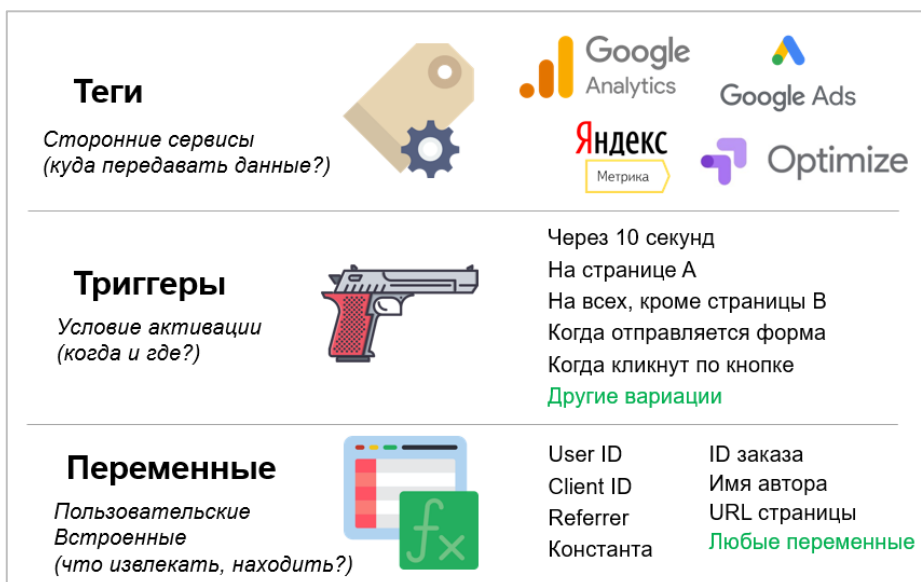 Теги
Сторонние сервисы
(куда передавать данные?)
Google
Analytics
Google Ads
Яндекс
Метрика
Optimize
Триггеры
Условие активации
(когда и где?)
Через 10 секунд
На странице А
На всех, кроме страницы В
Когда отправляется форма
Когда кликнут по кнопке
Другие вариации
Переменные
Пользовательские
Встроенные
(что извлекать, находить?)
fx
User ID
Client ID
Referrer
Константа
ID заказа
Имя автора
URL страницы
Любые переменные